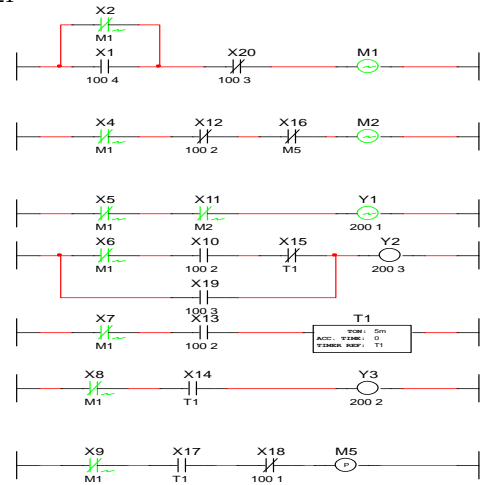 X2
M1
X1 X20 M1
100 4 100 3
X4 X12 X16 M2
M1 100 2 M5
X5 X11 Y1
M1 M2 200 1
X6 X10 X15 Y2
M1 100 2 T1 200 3
X19
100 3
X7 X13 T1
M1 100 2
TON: 5m
ACC. TIME: 0
TIMER REF: T1
X8 X14 Y3
M1 T1 200 2
X9 X17 X18 M5
P
M1 T1 100 1